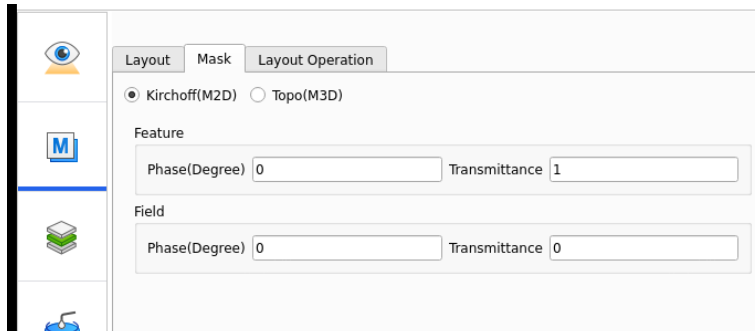 Layout Mask Layout Operation
M
Kirchoff(M2D) Topo(M3D)
Feature
Phase(Degree) 0 Transmittance 1
Field
Phase(Degree) 0 Transmittance 0